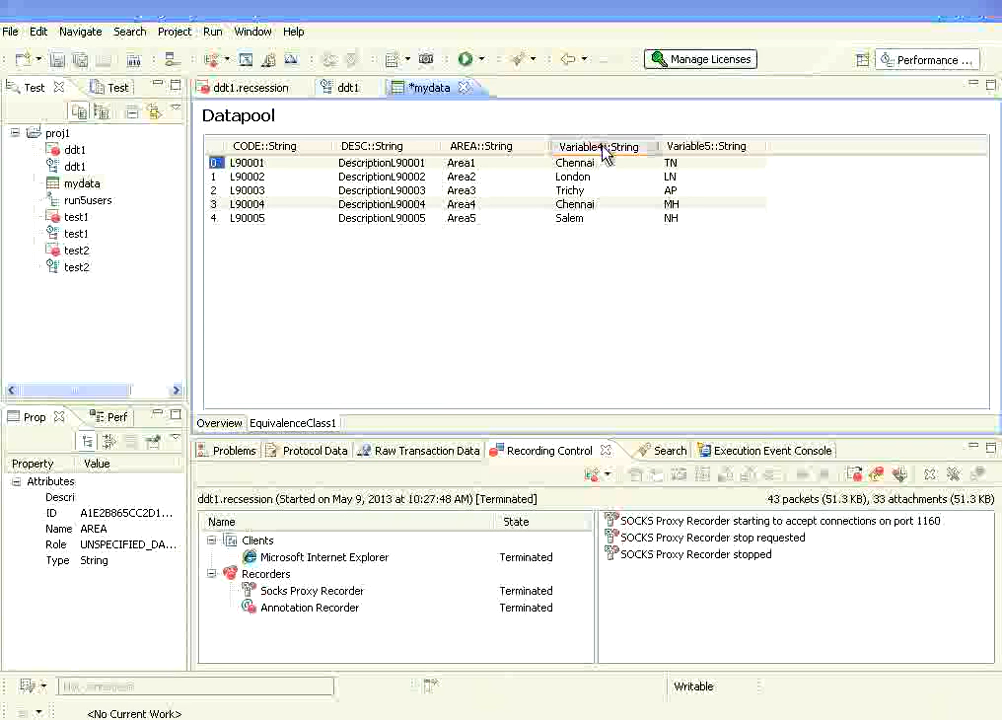 File Edit Navigate Search Project Run Window Help
Manage Licenses
Performance ...
Test
Test
ddt1.recsession
ddt1
*mydata
proj1
ddt1
ddt1
mydata
run5users
test1
test1
test2
test2
Datapool
CODE::String DESC::String AREA::String Variable4::String Variable5::String
0 L90001 DescriptionL90001 Area1 Chennai TN
1 L90002 DescriptionL90002 Area2 London LN
2 L90003 DescriptionL90003 Area3 Trichy AP
3 L90004 DescriptionL90004 Area4 Chennai MH
4 L90005 DescriptionL90005 Area5 Salem NH
Overview EquivalenceClass1
Prop Perf
Property Value
Attributes
Descri
ID A1E2B865CC2D1...
Name AREA
Role UNSPECIFIED_DA...
Type String
Problems Protocol Data Raw Transaction Data Recording Control Search Execution Event Console
ddt1.recsession (Started on May 9, 2013 at 10:27:48 AM) [Terminated] 43 packets (51.3 KB), 33 attachments (51.3 KB)
Name State
Clients
Microsoft Internet Explorer Terminated
Recorders
Socks Proxy Recorder Terminated
Annotation Recorder Terminated
SOCKS Proxy Recorder starting to accept connections on port 1160
SOCKS Proxy Recorder stop requested
SOCKS Proxy Recorder stopped
Writable
<No Current Work>